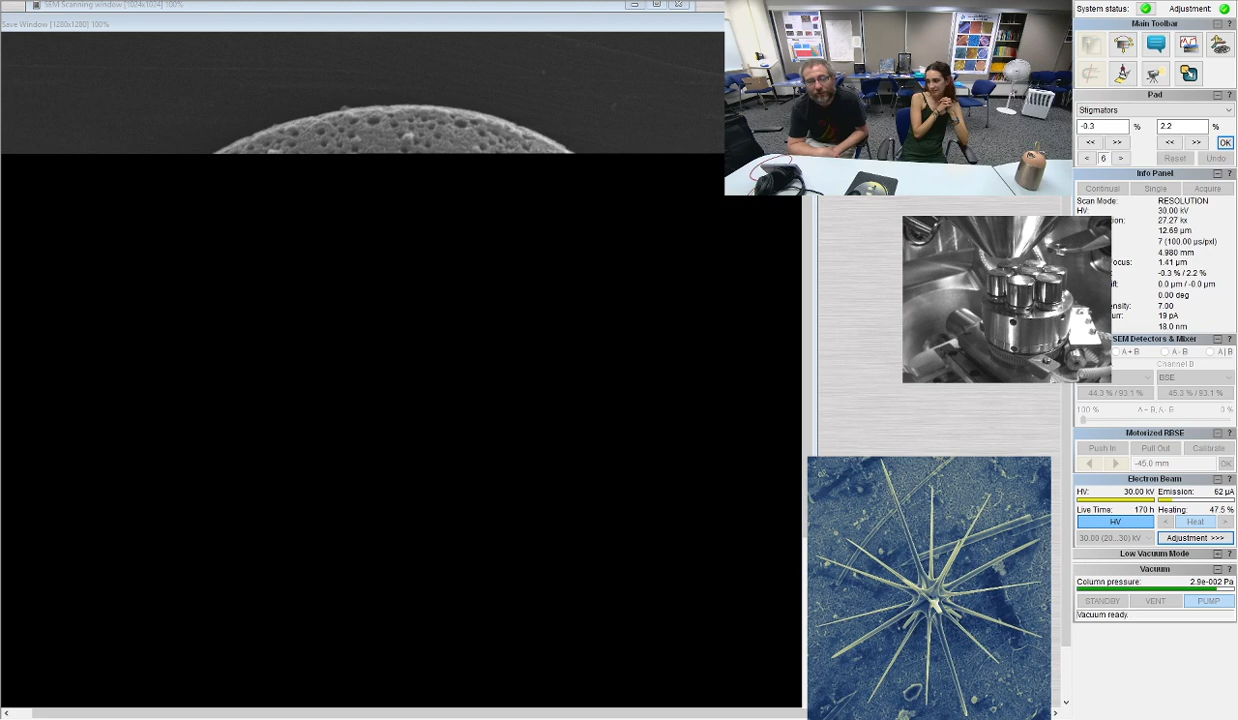 SEM Scanning window [1024x1024] 100%
Save Window [1280x1280] 100%
System status:
Adjustment:
Main Toolbar
Pad
Stigmators
-0.3 % 2.2 %
<< >> << >> OK
< 6 > Reset Undo
Info Panel
Continual Single Acquire
Scan Mode: RESOLUTION
HV: 30.00 kV
27.27 kx
12.69 µm
7 (100.00 µs/pxl)
4.980 mm
1.41 µm
-0.3 % / 2.2 %
0.0 µm / -0.0 µm
0.00 deg
7.00
19 pA
18.0 nm
SEM Detectors & Mixer
A+B A-B A|B
Channel B
BSE
44.3 % / 93.1 % 45.3 % / 93.1 %
100 % A+B, A-B 0 %
Motorized RBSE
Push In Pull Out Calibrate
-45.0 mm OK
Electron Beam
HV: 30.00 kV Emission: 62 µA
Live Time: 170 h Heating: 47.5 %
HV < Heat >
30.00 (20...30) kV Adjustment >>>
Low Vacuum Mode
Vacuum
Column pressure: 2.9e-002 Pa
STANDBY VENT PUMP
Vacuum ready.